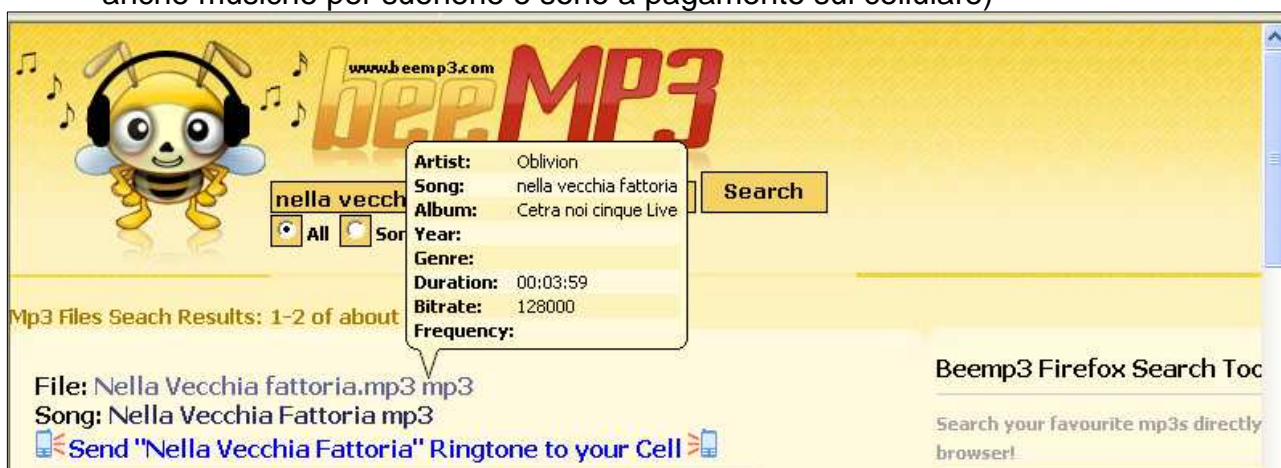 anche musiche per suonerie e sono a pagamento sul cellulare)
www.beemp3.com
beeMP3
Artist: Oblivion
Song: nella vecchia fattoria
Album: Cetra noi cinque Live
Year:
Genre:
Duration: 00:03:59
Bitrate: 128000
Frequency:
nella vecch
Search
All Son
Mp3 Files Seach Results: 1-2 of about
File: Nella Vecchia fattoria.mp3 mp3
Song: Nella Vecchia Fattoria mp3
Send "Nella Vecchia Fattoria" Ringtone to your Cell
Beemp3 Firefox Search Too
Search your favourite mp3s directly
browser!